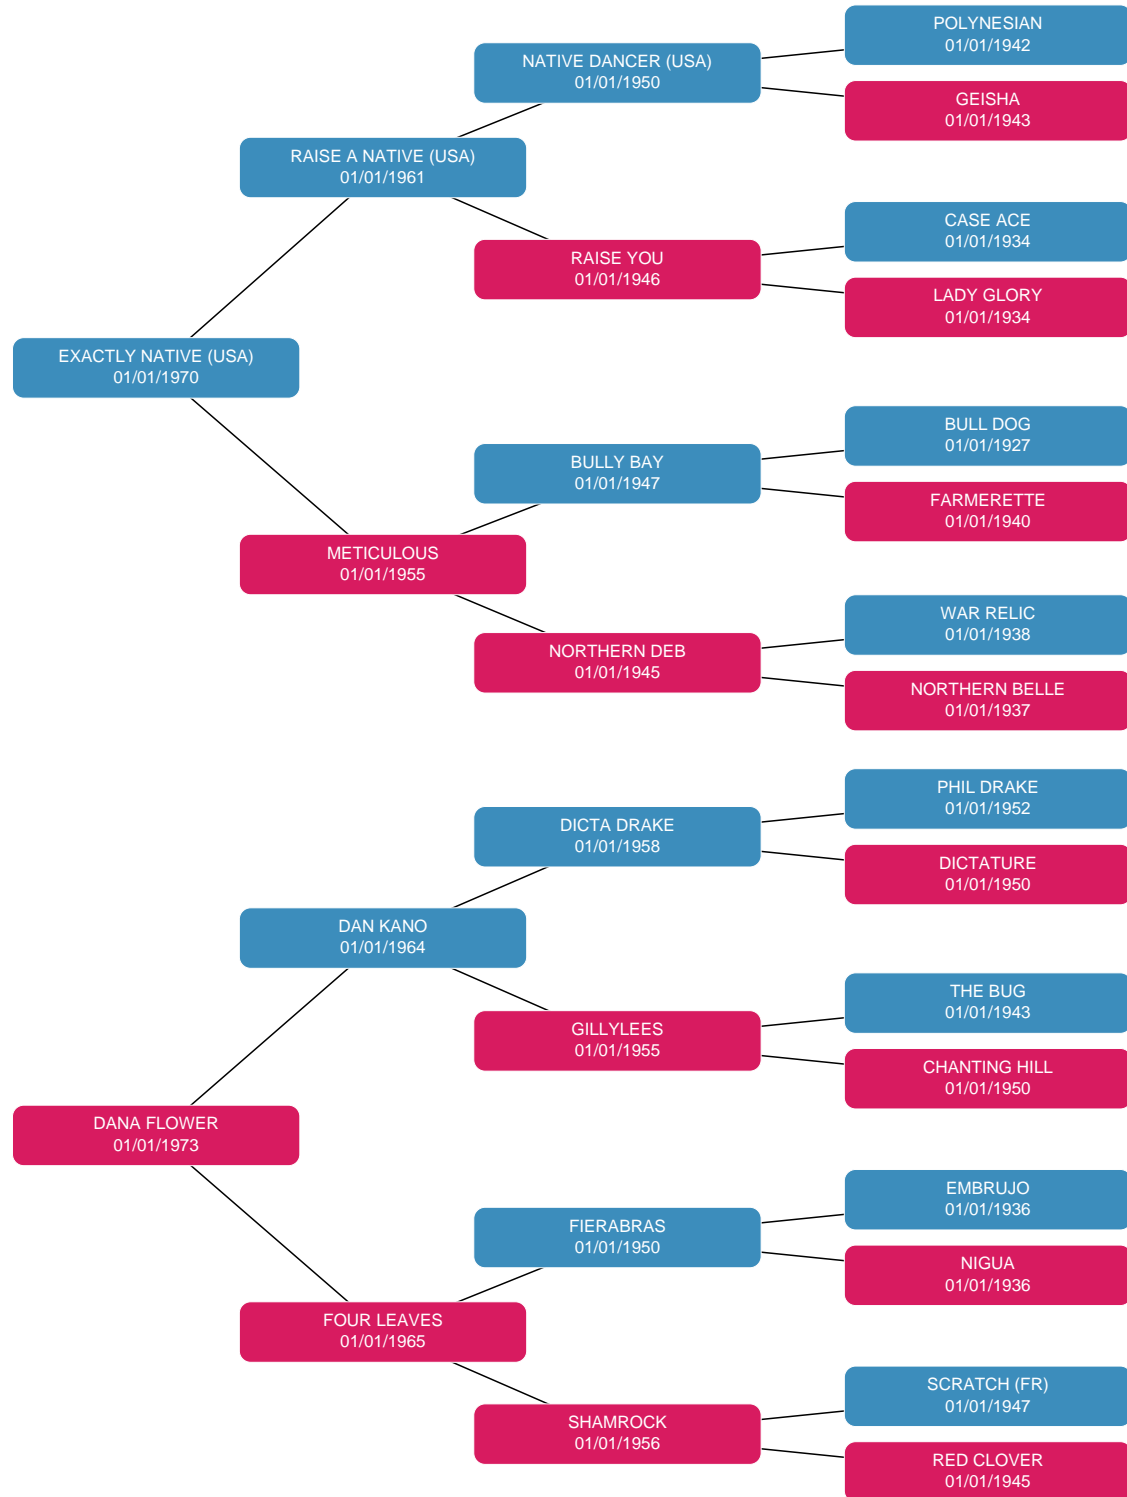 POLYNESIAN
01/01/1942
NATIVE DANCER (USA)
01/01/1950
GEISHA
01/01/1943
RAISE A NATIVE (USA)
01/01/1961
CASE ACE
01/01/1934
RAISE YOU
01/01/1946
LADY GLORY
01/01/1934
EXACTLY NATIVE (USA)
01/01/1970
BULL DOG
01/01/1927
BULLY BAY
01/01/1947
FARMERETTE
01/01/1940
METICULOUS
01/01/1955
WAR RELIC
01/01/1938
NORTHERN DEB
01/01/1945
NORTHERN BELLE
01/01/1937
PHIL DRAKE
01/01/1952
DICTA DRAKE
01/01/1958
DICTATURE
01/01/1950
DAN KANO
01/01/1964
THE BUG
01/01/1943
GILLYLEES
01/01/1955
CHANTING HILL
01/01/1950
DANA FLOWER
01/01/1973
EMBRUJO
01/01/1936
FIERABRAS
01/01/1950
NIGUA
01/01/1936
FOUR LEAVES
01/01/1965
SCRATCH (FR)
01/01/1947
SHAMROCK
01/01/1956
RED CLOVER
01/01/1945